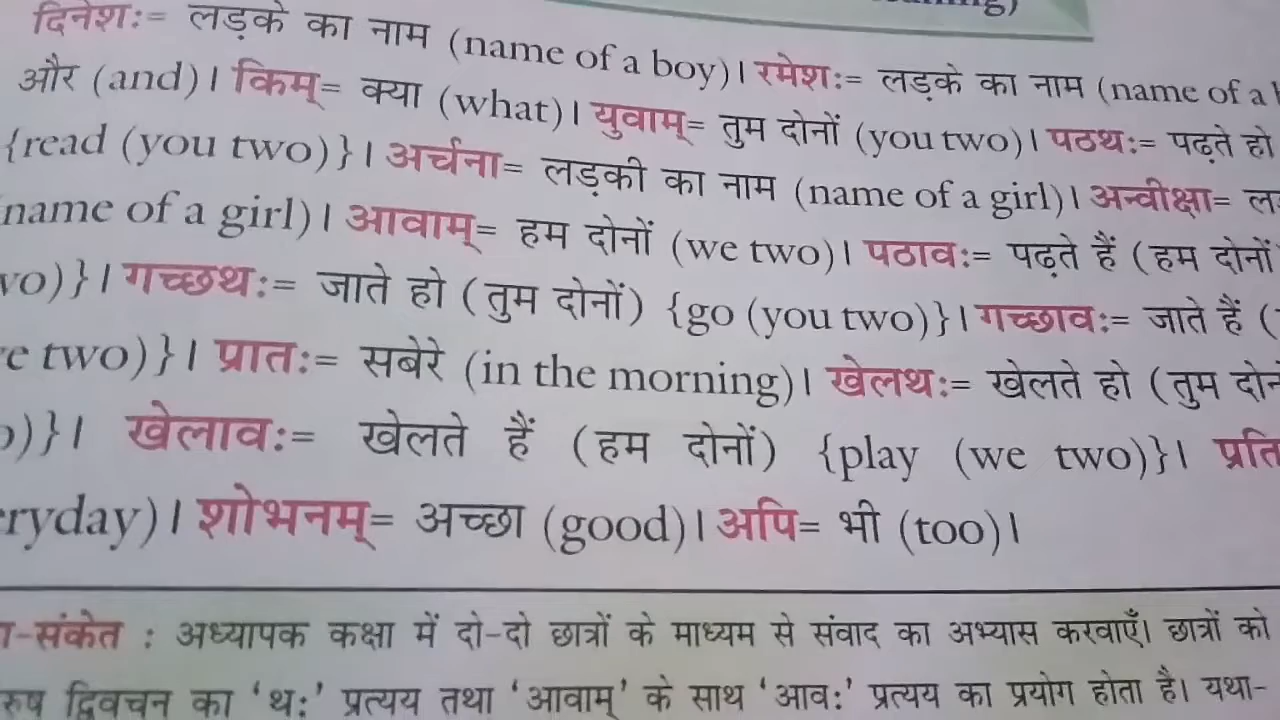 दिनेशः= लड़के का नाम (name of a boy)। रमेशः= लड़के का नाम (name of a
और (and)। किम्= क्या (what)। युवाम्= तुम दोनों (you two)। पठथः= पढ़ते हो
{read (you two)}। अर्चना= लड़की का नाम (name of a girl)। अन्वीक्षा=
name of a girl)। आवाम्= हम दोनों (we two)। पठावः= पढ़ते हैं (हम दोनों
wo)}। गच्छथः= जाते हो (तुम दोनों) {go (you two)}। गच्छावः= जाते हैं (
e two)}। प्रातः= सबेरे (in the morning)। खेलथः= खेलते हो (तुम
)}। खेलावः= खेलते हैं (हम दोनों) {play (we two)}। प्रति
ryday)। शोभनम्= अच्छा (good)। अपि= भी (too)।
-संकेत : अध्यापक कक्षा में दो-दो छात्रों के माध्यम से संवाद का अभ्यास करवाएँ। छात्रों को
द्विवचन का 'थः' प्रत्यय तथा 'आवाम्' के साथ 'आवः' प्रत्यय का प्रयोग होता है। यथा-